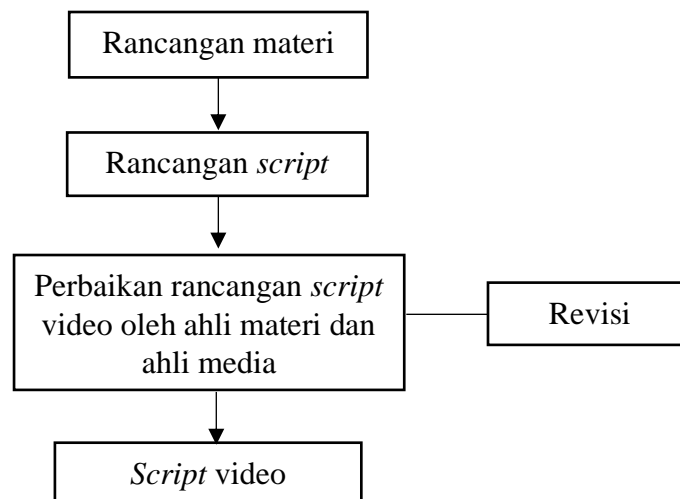 Rancangan materi
Rancangan script
Perbaikan rancangan script
video oleh ahli materi dan
ahli media
Revisi
Script video